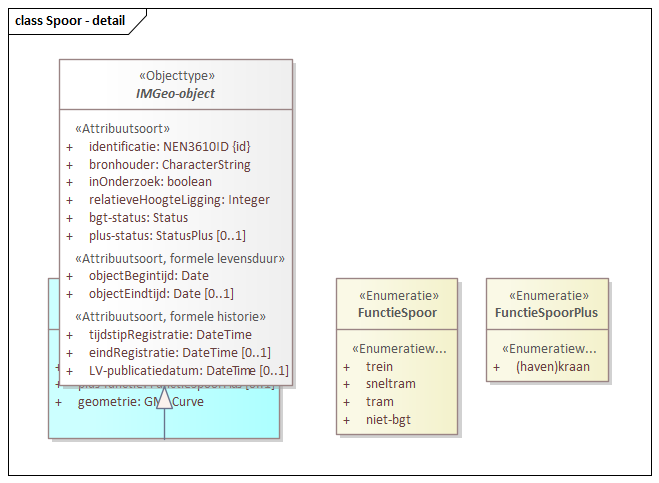 class Spoor - detail
«Objecttype»
IMGeo-object
«Attribuutsoort»
+ identificatie: NEN3610ID {id}
+ bronhouder: CharacterString
+ inOnderzoek: boolean
+ relatieveHoogteLigging: Integer
+ bgt-status: Status
+ plus-status: StatusPlus [0..1]
«Attribuutsoort, formele levensduur»
+ objectBegintijd: Date
+ objectEindtijd: Date [0..1]
«Attribuutsoort, formele historie»
+ tijdstipRegistratie: DateTime
+ eindRegistratie: DateTime [0..1]
+ LV-publicatiedatum: DateTime [0..1]
+ geometrie: GM_Curve
«Enumeratie»
FunctieSpoor
«Enumeratiew...
+ trein
+ sneltram
+ tram
+ niet-bgt
«Enumeratie»
FunctieSpoorPlus
«Enumeratiew...
+ (haven)kraan